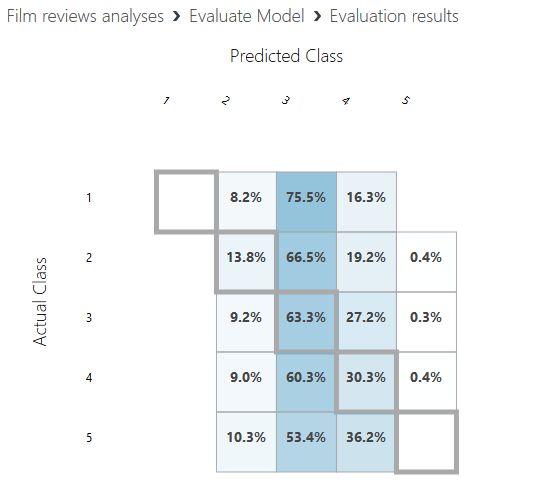 Film reviews analyses › Evaluate Model › Evaluation results
Predicted Class
1 2 3 4 5
Actual Class
1 8.2% 75.5% 16.3%
2 13.8% 66.5% 19.2% 0.4%
3 9.2% 63.3% 27.2% 0.3%
4 9.0% 60.3% 30.3% 0.4%
5 10.3% 53.4% 36.2%